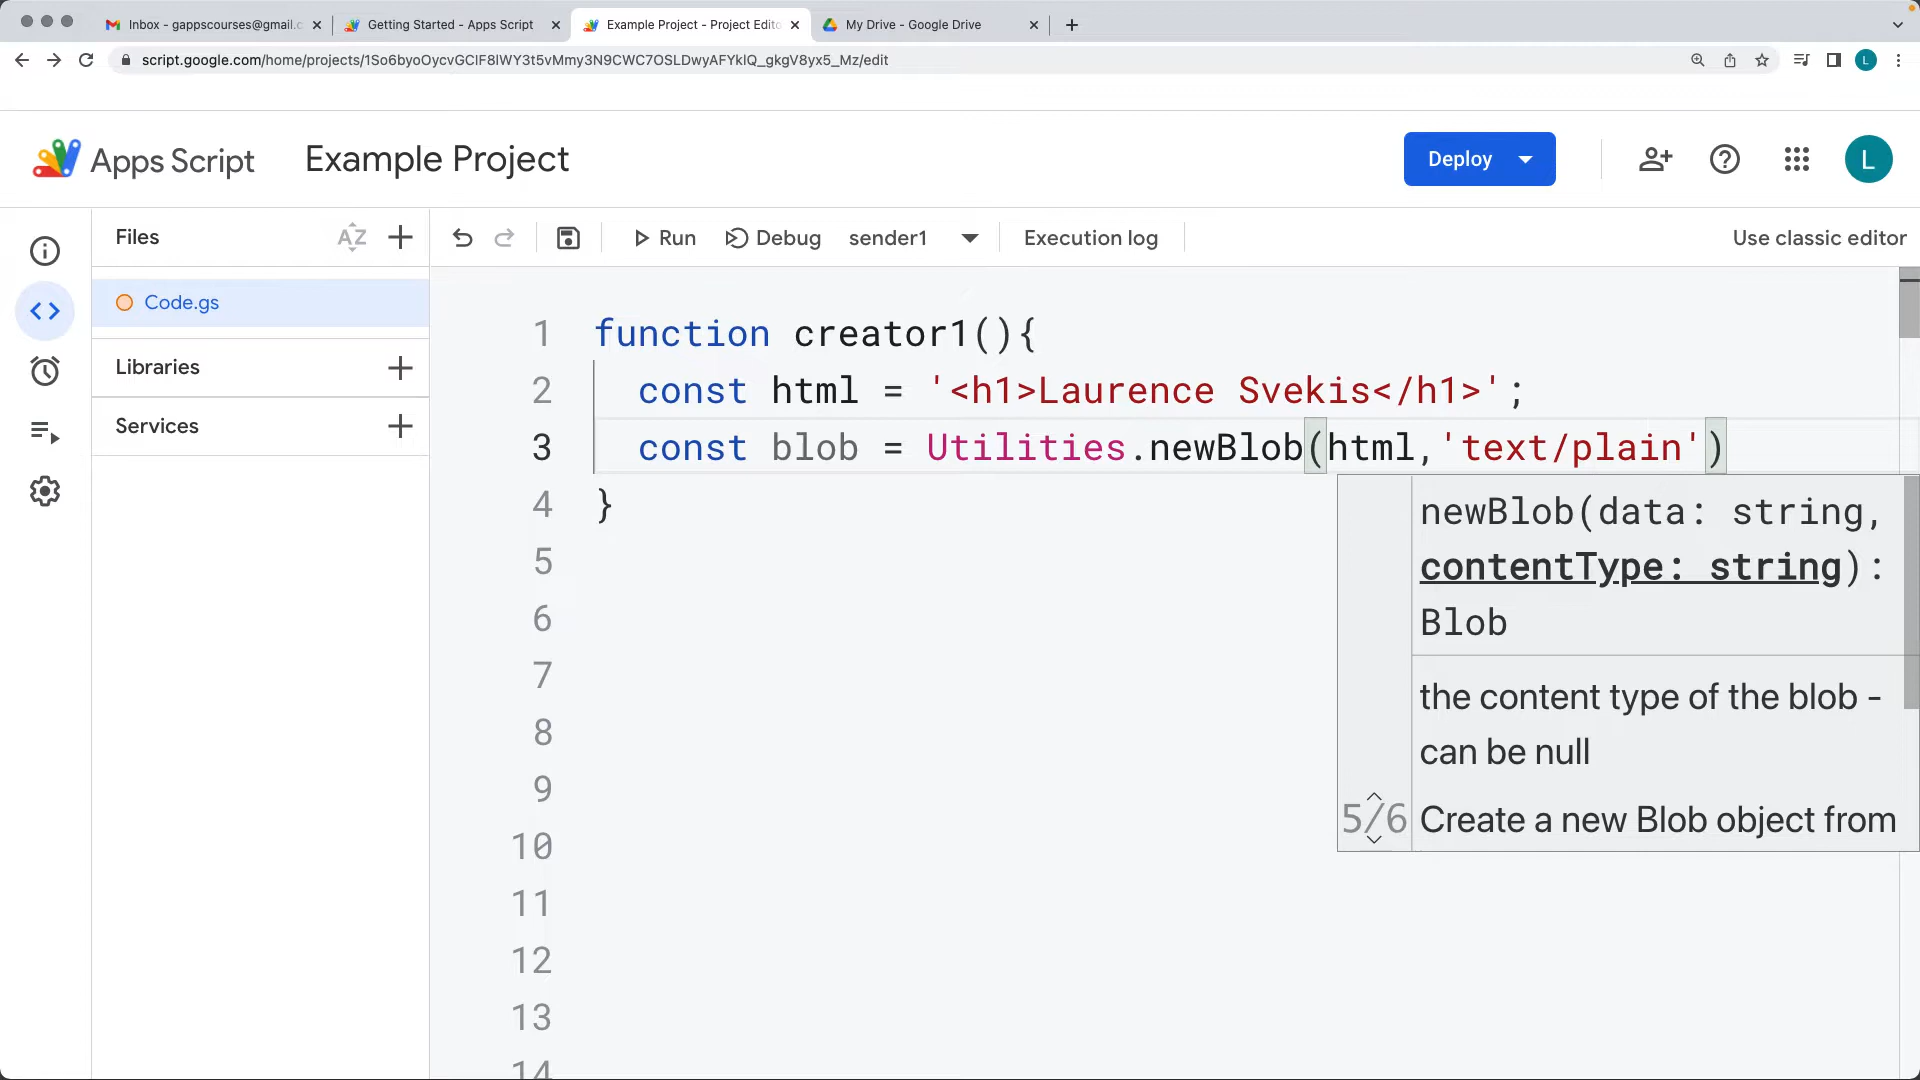 Inbox - gappscourses@gmail.c
Getting Started - Apps Script
Example Project - Project Edito
My Drive - Google Drive
script.google.com/home/projects/1So6byoOycvGClF8lWY3t5vMmy3N9CWC7OSLDwyAFYklQ_gkgV8yx5_Mz/edit
L
Apps Script
Example Project
Deploy
L
Files
AZ
Run
Debug
sender1
Execution log
Use classic editor
Code.gs
Libraries
Services
1 function creator1(){
2 const html = '<h1>Laurence Svekis</h1>';
3 const blob = Utilities.newBlob(html,'text/plain')
4 }
5
6
7
8
9
10
11
12
13
14
newBlob(data: string,
contentType: string):
Blob
the content type of the blob -
can be null
5/6
Create a new Blob object from